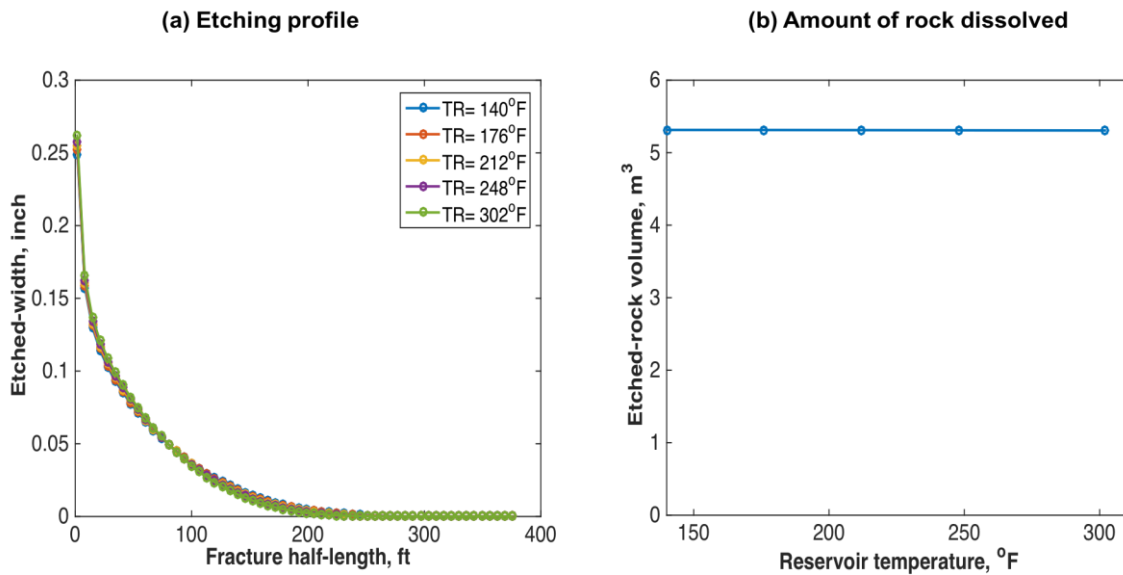 (a) Etching profile
(b) Amount of rock dissolved
0.3
0.25
0.2
0.15
0.1
0.05
0
Etched-width, inch
TR= 140°F
TR= 176°F
TR= 212°F
TR= 248°F
TR= 302°F
0
100
200
300
400
Fracture half-length, ft
6
5
4
3
2
1
0
Etched-rock volume, m³
150
200
250
300
Reservoir temperature, °F